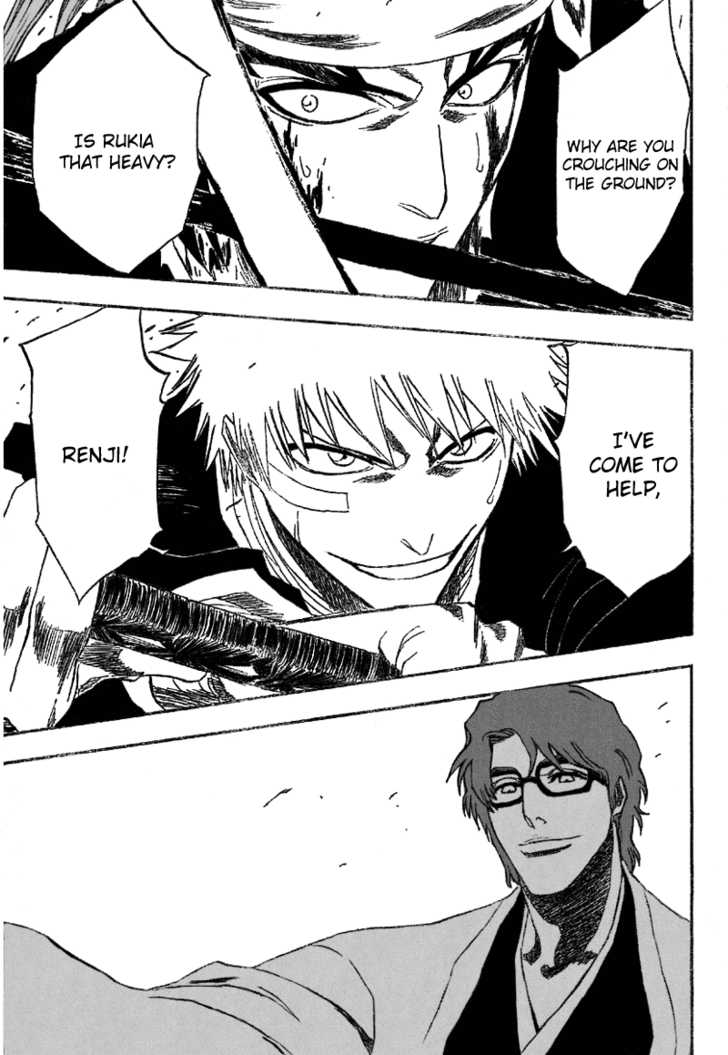 WHY ARE YOU
CROUCHING ON
THE GROUND?
IS RUKIA
THAT HEAVY?
I'VE
COME TO
HELP,
RENJI!